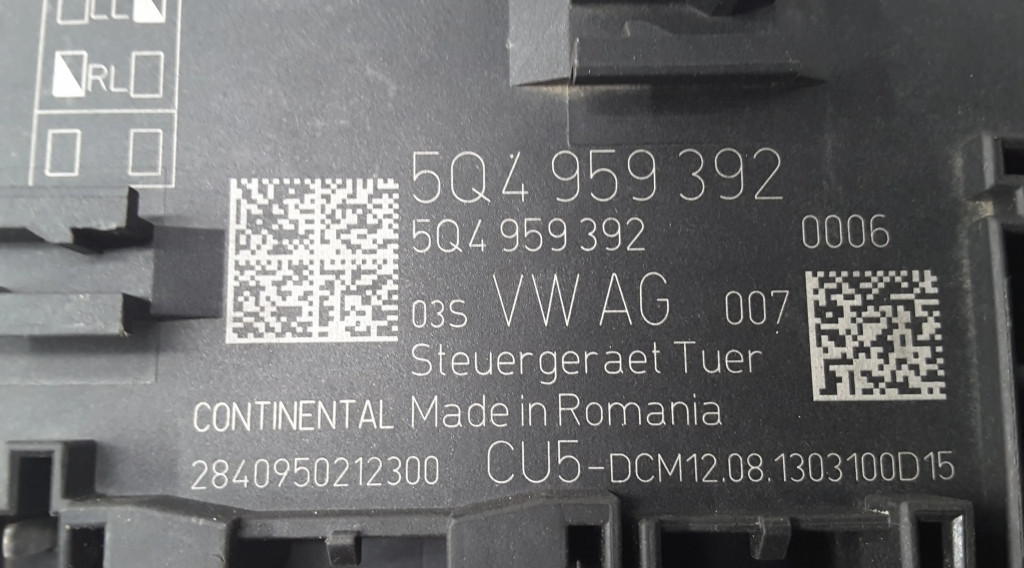 LL
RL
5Q4 959 392
5Q4 959 392 0006
03S VW AG 007
Steuergeraet Tuer
CONTINENTAL Made in Romania
2840950212300 CU5-DCM12.08.1303100D15